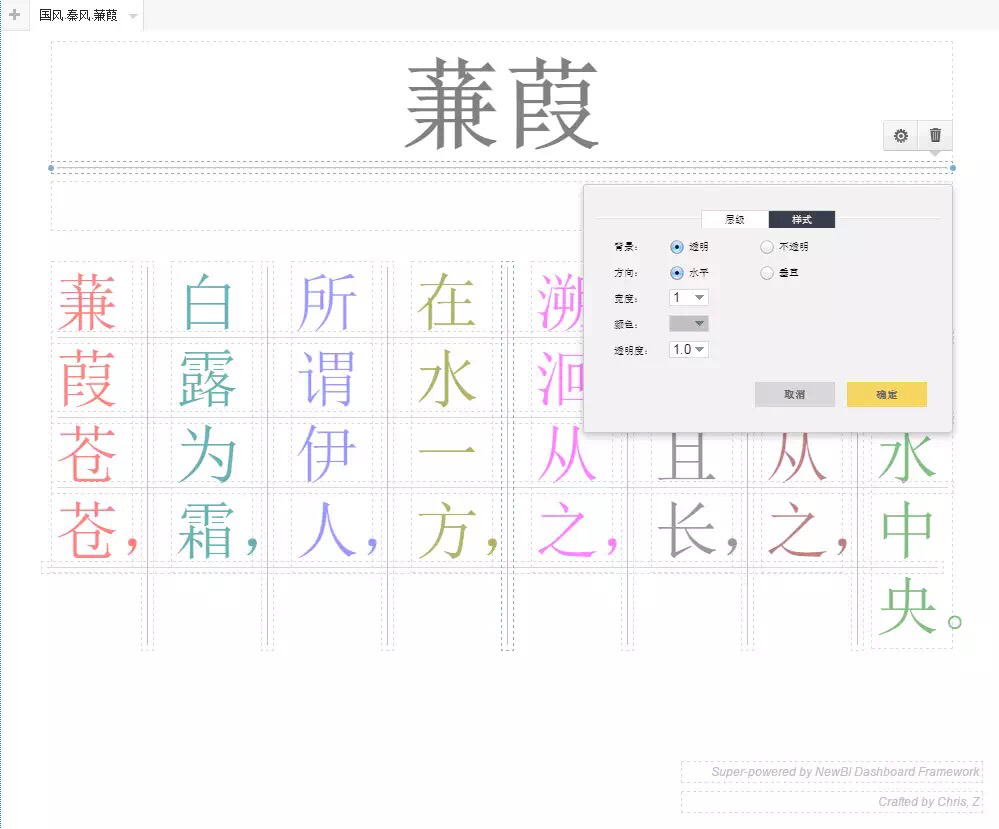 国风.秦风.蒹葭
蒹葭
层级
样式
背景:
透明
不透明
方向:
水平
垂直
宽度:
1
颜色:
透明度:
1.0
取消
确定
蒹葭苍苍,
白露为霜,
所谓伊人,
在水一方,
溯洄从之,
且长,
从之,
水中央。
Super-powered by NewBI Dashboard Framework
Crafted by Chris, Z